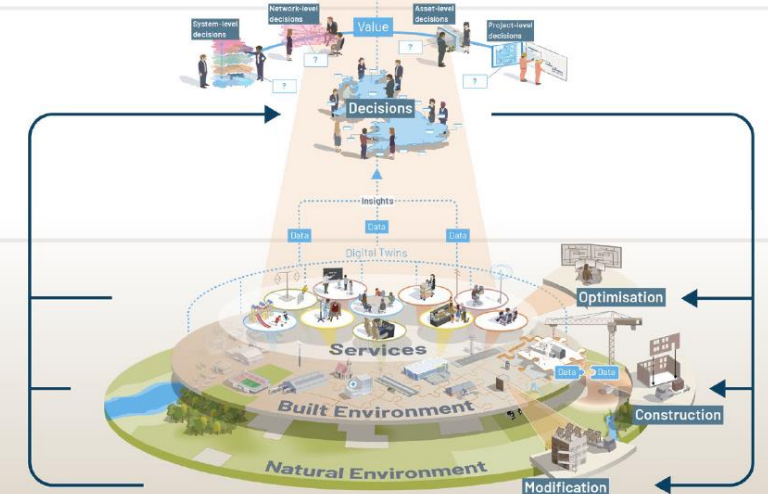 System-level
decisions
Network-level
decisions
Value
Asset-level
decisions
Project-level
decisions
?
?
?
?
Decisions
Insights
Data
Data
Data
Digital Twins
Optimisation
Services
Data
Data
Built Environment
Construction
Natural Environment
Modification